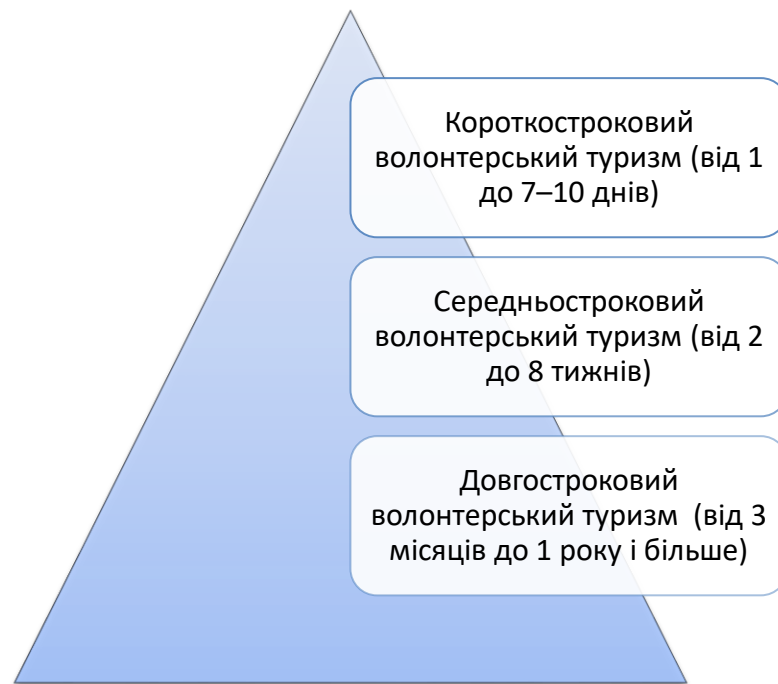 Короткостроковий
волонтерський туризм (від 1
до 7–10 днів)
Середньостроковий
волонтерський туризм (від 2
до 8 тижнів)
Довгостроковий
волонтерський туризм (від 3
місяців до 1 року і більше)